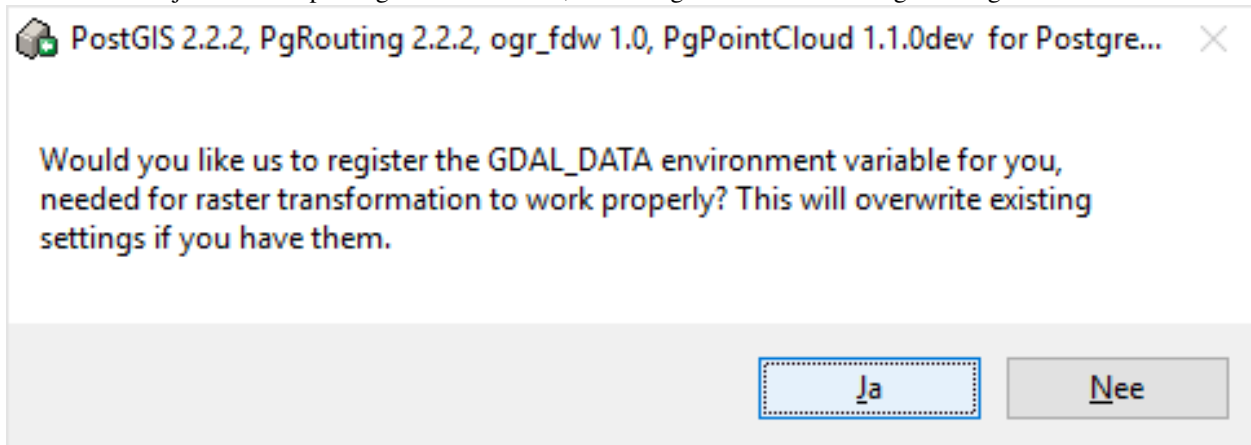 PostGIS 2.2.2, PgRouting 2.2.2, ogr_fdw 1.0, PgPointCloud 1.1.0dev for Postgre...
Would you like us to register the GDAL_DATA environment variable for you,
needed for raster transformation to work properly? This will overwrite existing
settings if you have them.
Ja
Nee